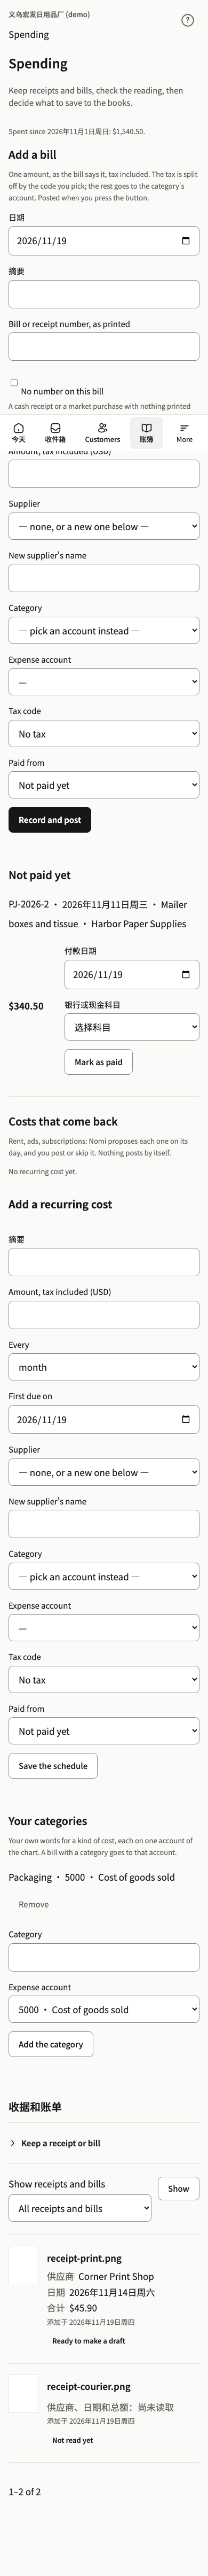 义乌宏发日用品厂 (demo)
Spending
?
Spending
Keep receipts and bills, check the reading, then
decide what to save to the books.
Spent since 2026年11月1日周日: $1,540.50.
Add a bill
One amount, as the bill says it, tax included. The tax is split
off by the code you pick; the rest goes to the category's
account. Posted when you press the button.
日期
2026/11/19
摘要
Bill or receipt number, as printed
No number on this bill
A cash receipt or a market purchase with nothing printed
今天
收件箱
Customers
账簿
More
Amount, tax included (USD)
Supplier
— none, or a new one below —
New supplier's name
Category
— pick an account instead —
Expense account
—
Tax code
No tax
Paid from
Not paid yet
Record and post
Not paid yet
PJ-2026-2 · 2026年11月11日周三 · Mailer
boxes and tissue · Harbor Paper Supplies
付款日期
2026/11/19
$340.50
银行或现金科目
选择科目
Mark as paid
Costs that come back
Rent, ads, subscriptions: Nomi proposes each one on its
day, and you post or skip it. Nothing posts by itself.
No recurring cost yet.
Add a recurring cost
摘要
Amount, tax included (USD)
Every
month
First due on
2026/11/19
Supplier
— none, or a new one below —
New supplier's name
Category
— pick an account instead —
Expense account
—
Tax code
No tax
Paid from
Not paid yet
Save the schedule
Your categories
Your own words for a kind of cost, each on one account of
the chart. A bill with a category goes to that account.
Packaging · 5000 · Cost of goods sold
Remove
Category
Expense account
5000 · Cost of goods sold
Add the category
收据和账单
Keep a receipt or bill
Show receipts and bills
All receipts and bills
Show
receipt-print.png
供应商 Corner Print Shop
日期 2026年11月14日周六
合计 $45.90
添加于 2026年11月19日周四
Ready to make a draft
receipt-courier.png
供应商、日期和总额：尚未读取
添加于 2026年11月19日周四
Not read yet
1–2 of 2